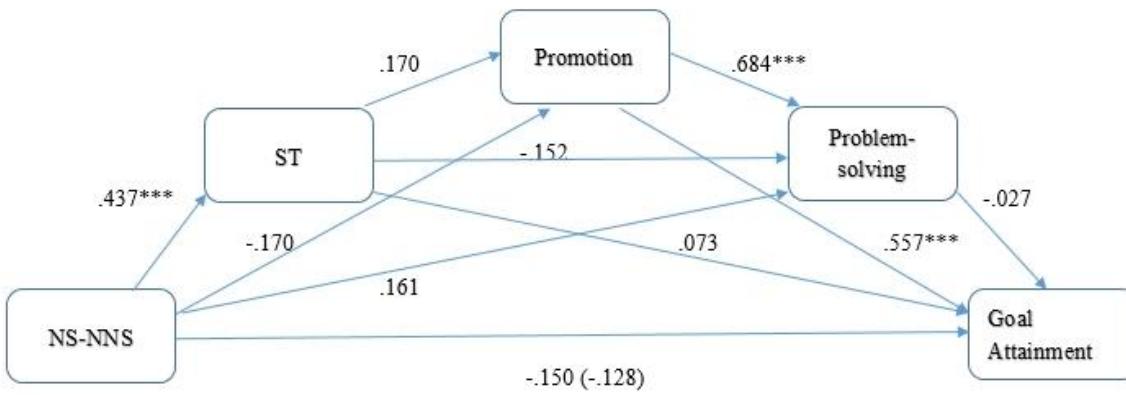 Promotion
.170
.684***
ST
-.152
Problem-
solving
.437***
-.027
-.170
.073
.557***
.161
NS-NNS
Goal
Attainment
-.150 (-.128)